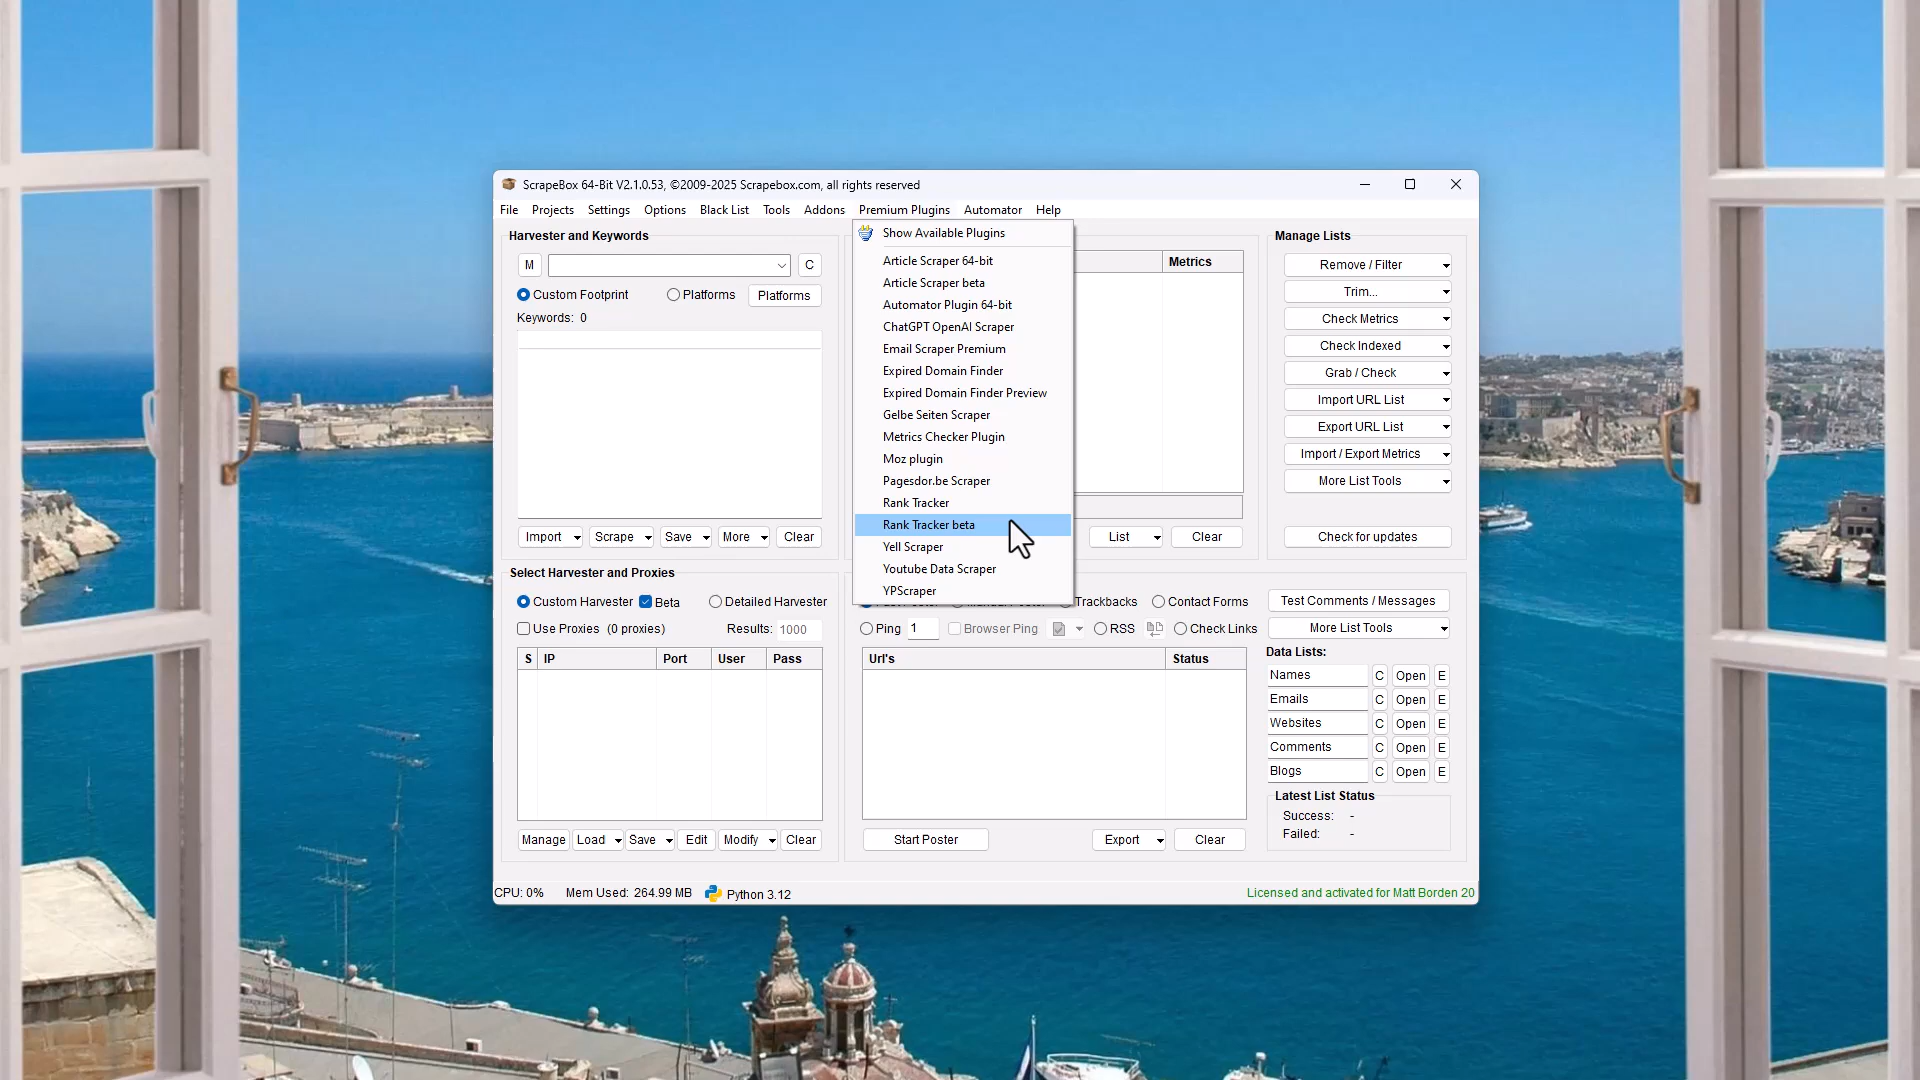 ScrapeBox 64-Bit V2.1.0.53, ©2009-2025 Scrapebox.com, all rights reserved
File Projects Settings Options Black List Tools Addons Premium Plugins Automator Help
Harvester and Keywords
M C
Custom Footprint Platforms Platforms
Keywords: 0
Import Scrape Save More Clear
Show Available Plugins
Article Scraper 64-bit
Article Scraper beta
Automator Plugin 64-bit
ChatGPT OpenAI Scraper
Email Scraper Premium
Expired Domain Finder
Expired Domain Finder Preview
Gelbe Seiten Scraper
Metrics Checker Plugin
Moz plugin
Pagesdor.be Scraper
Rank Tracker
Rank Tracker beta
Yell Scraper
Youtube Data Scraper
YPScraper
Metrics
List Clear
Manage Lists
Remove / Filter
Trim...
Check Metrics
Check Indexed
Grab / Check
Import URL List
Export URL List
Import / Export Metrics
More List Tools
Check for updates
Select Harvester and Proxies
Custom Harvester Beta Detailed Harvester
Use Proxies (0 proxies) Results: 1000
S IP Port User Pass
Manage Load Save Edit Modify Clear
Trackbacks Contact Forms
Ping 1 Browser Ping RSS Check Links
Url's Status
Start Poster Export Clear
Test Comments / Messages
More List Tools
Data Lists:
Names C Open E
Emails C Open E
Websites C Open E
Comments C Open E
Blogs C Open E
Latest List Status
Success: -
Failed: -
CPU: 0% Mem Used: 264.99 MB Python 3.12
Licensed and activated for Matt Borden 20